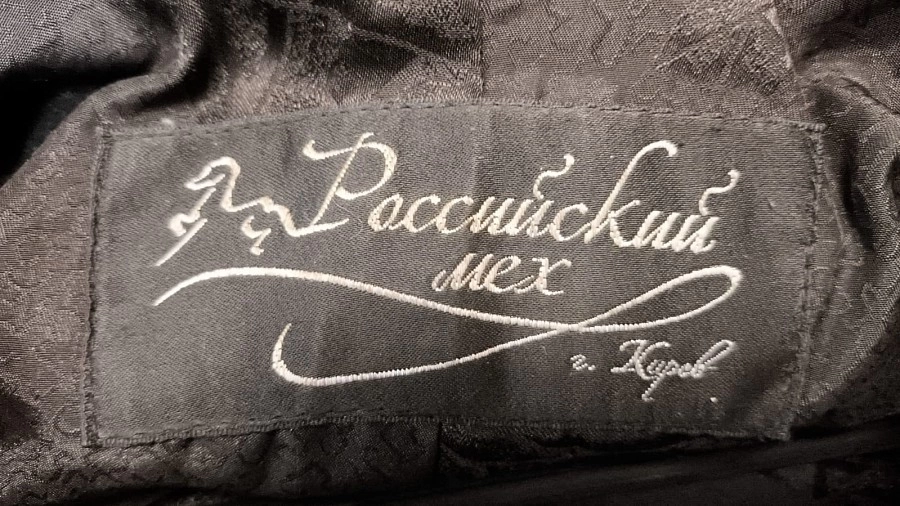 Российский
мех
г. Киров